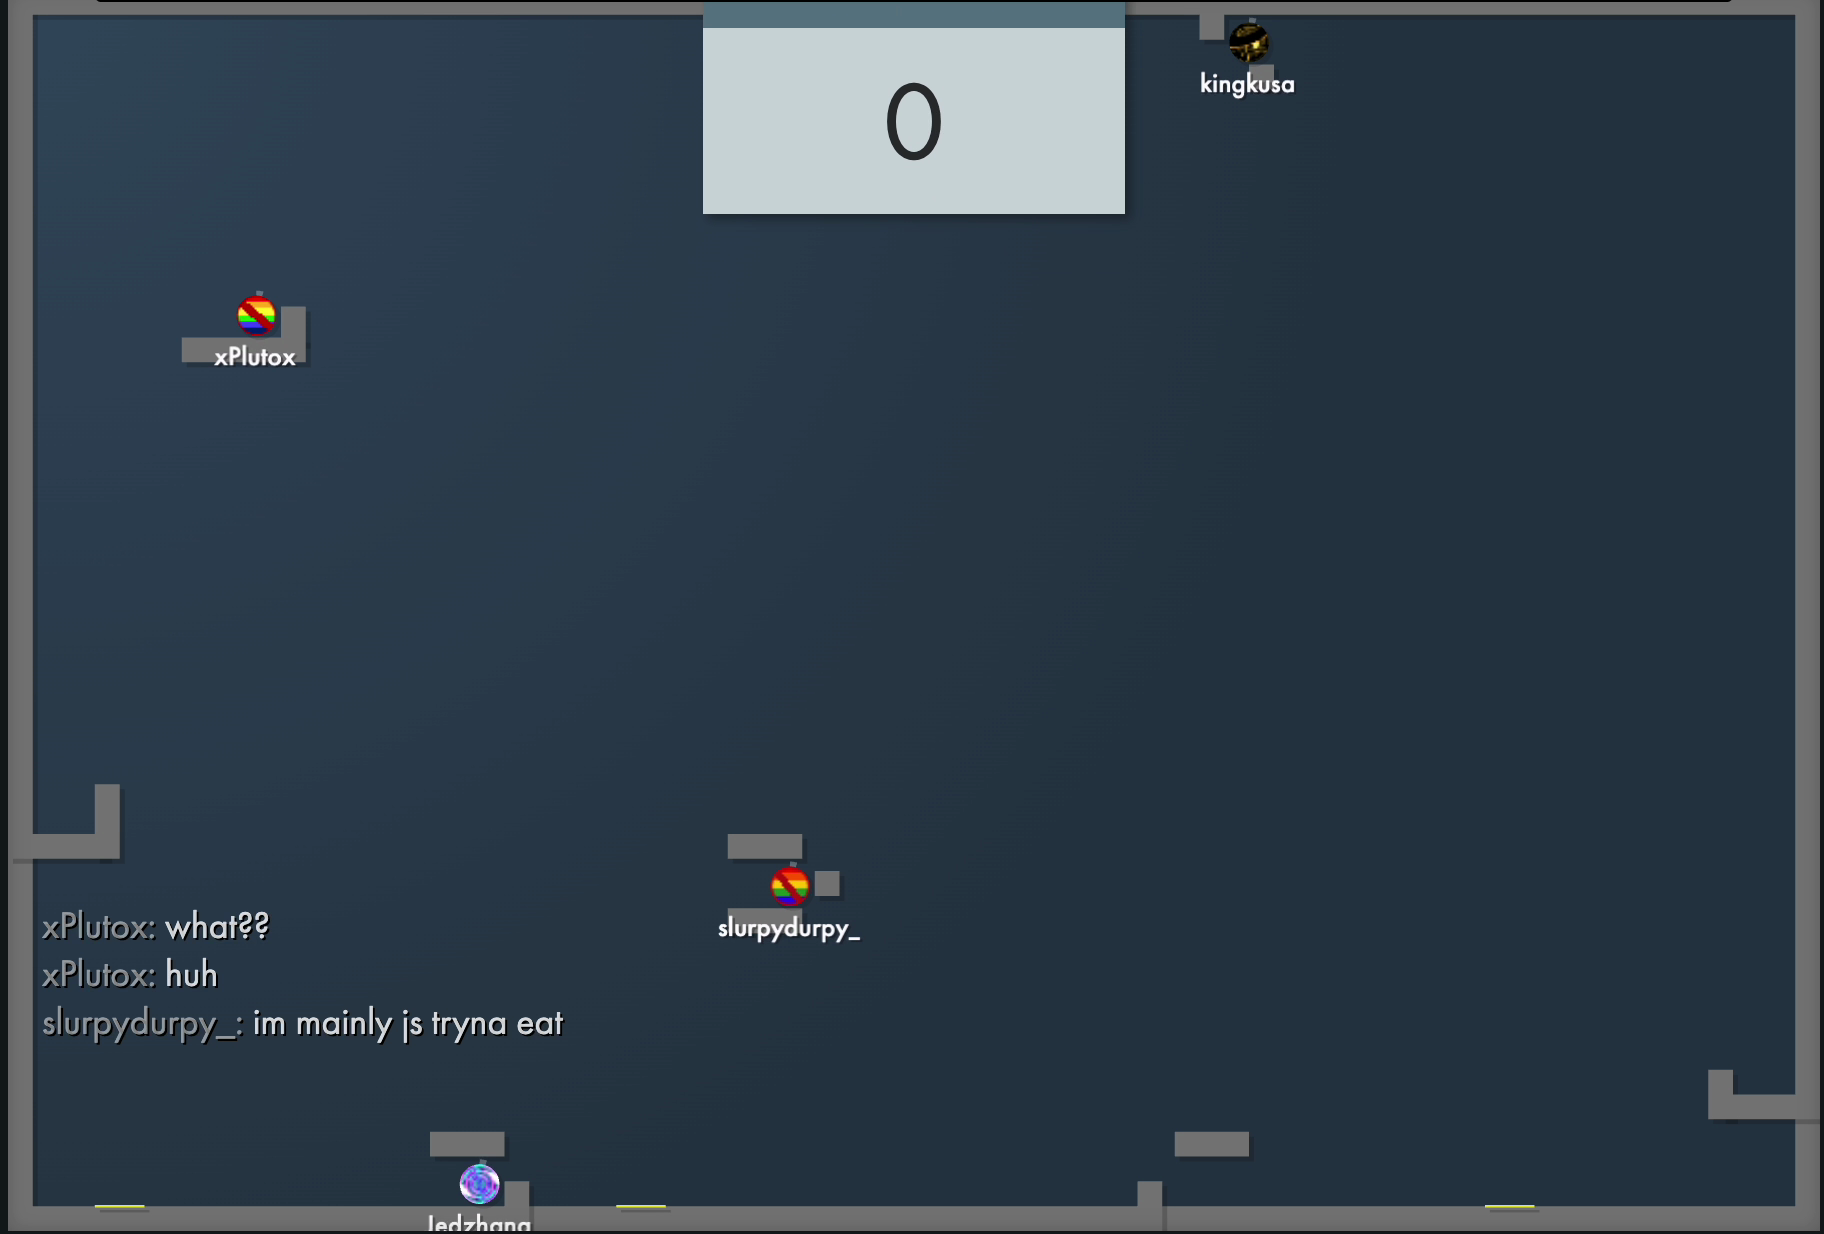 0
kingkusa
xPlutox
slurpydurpy_
xPlutox: what??
xPlutox: huh
slurpydurpy_: im mainly js tryna eat